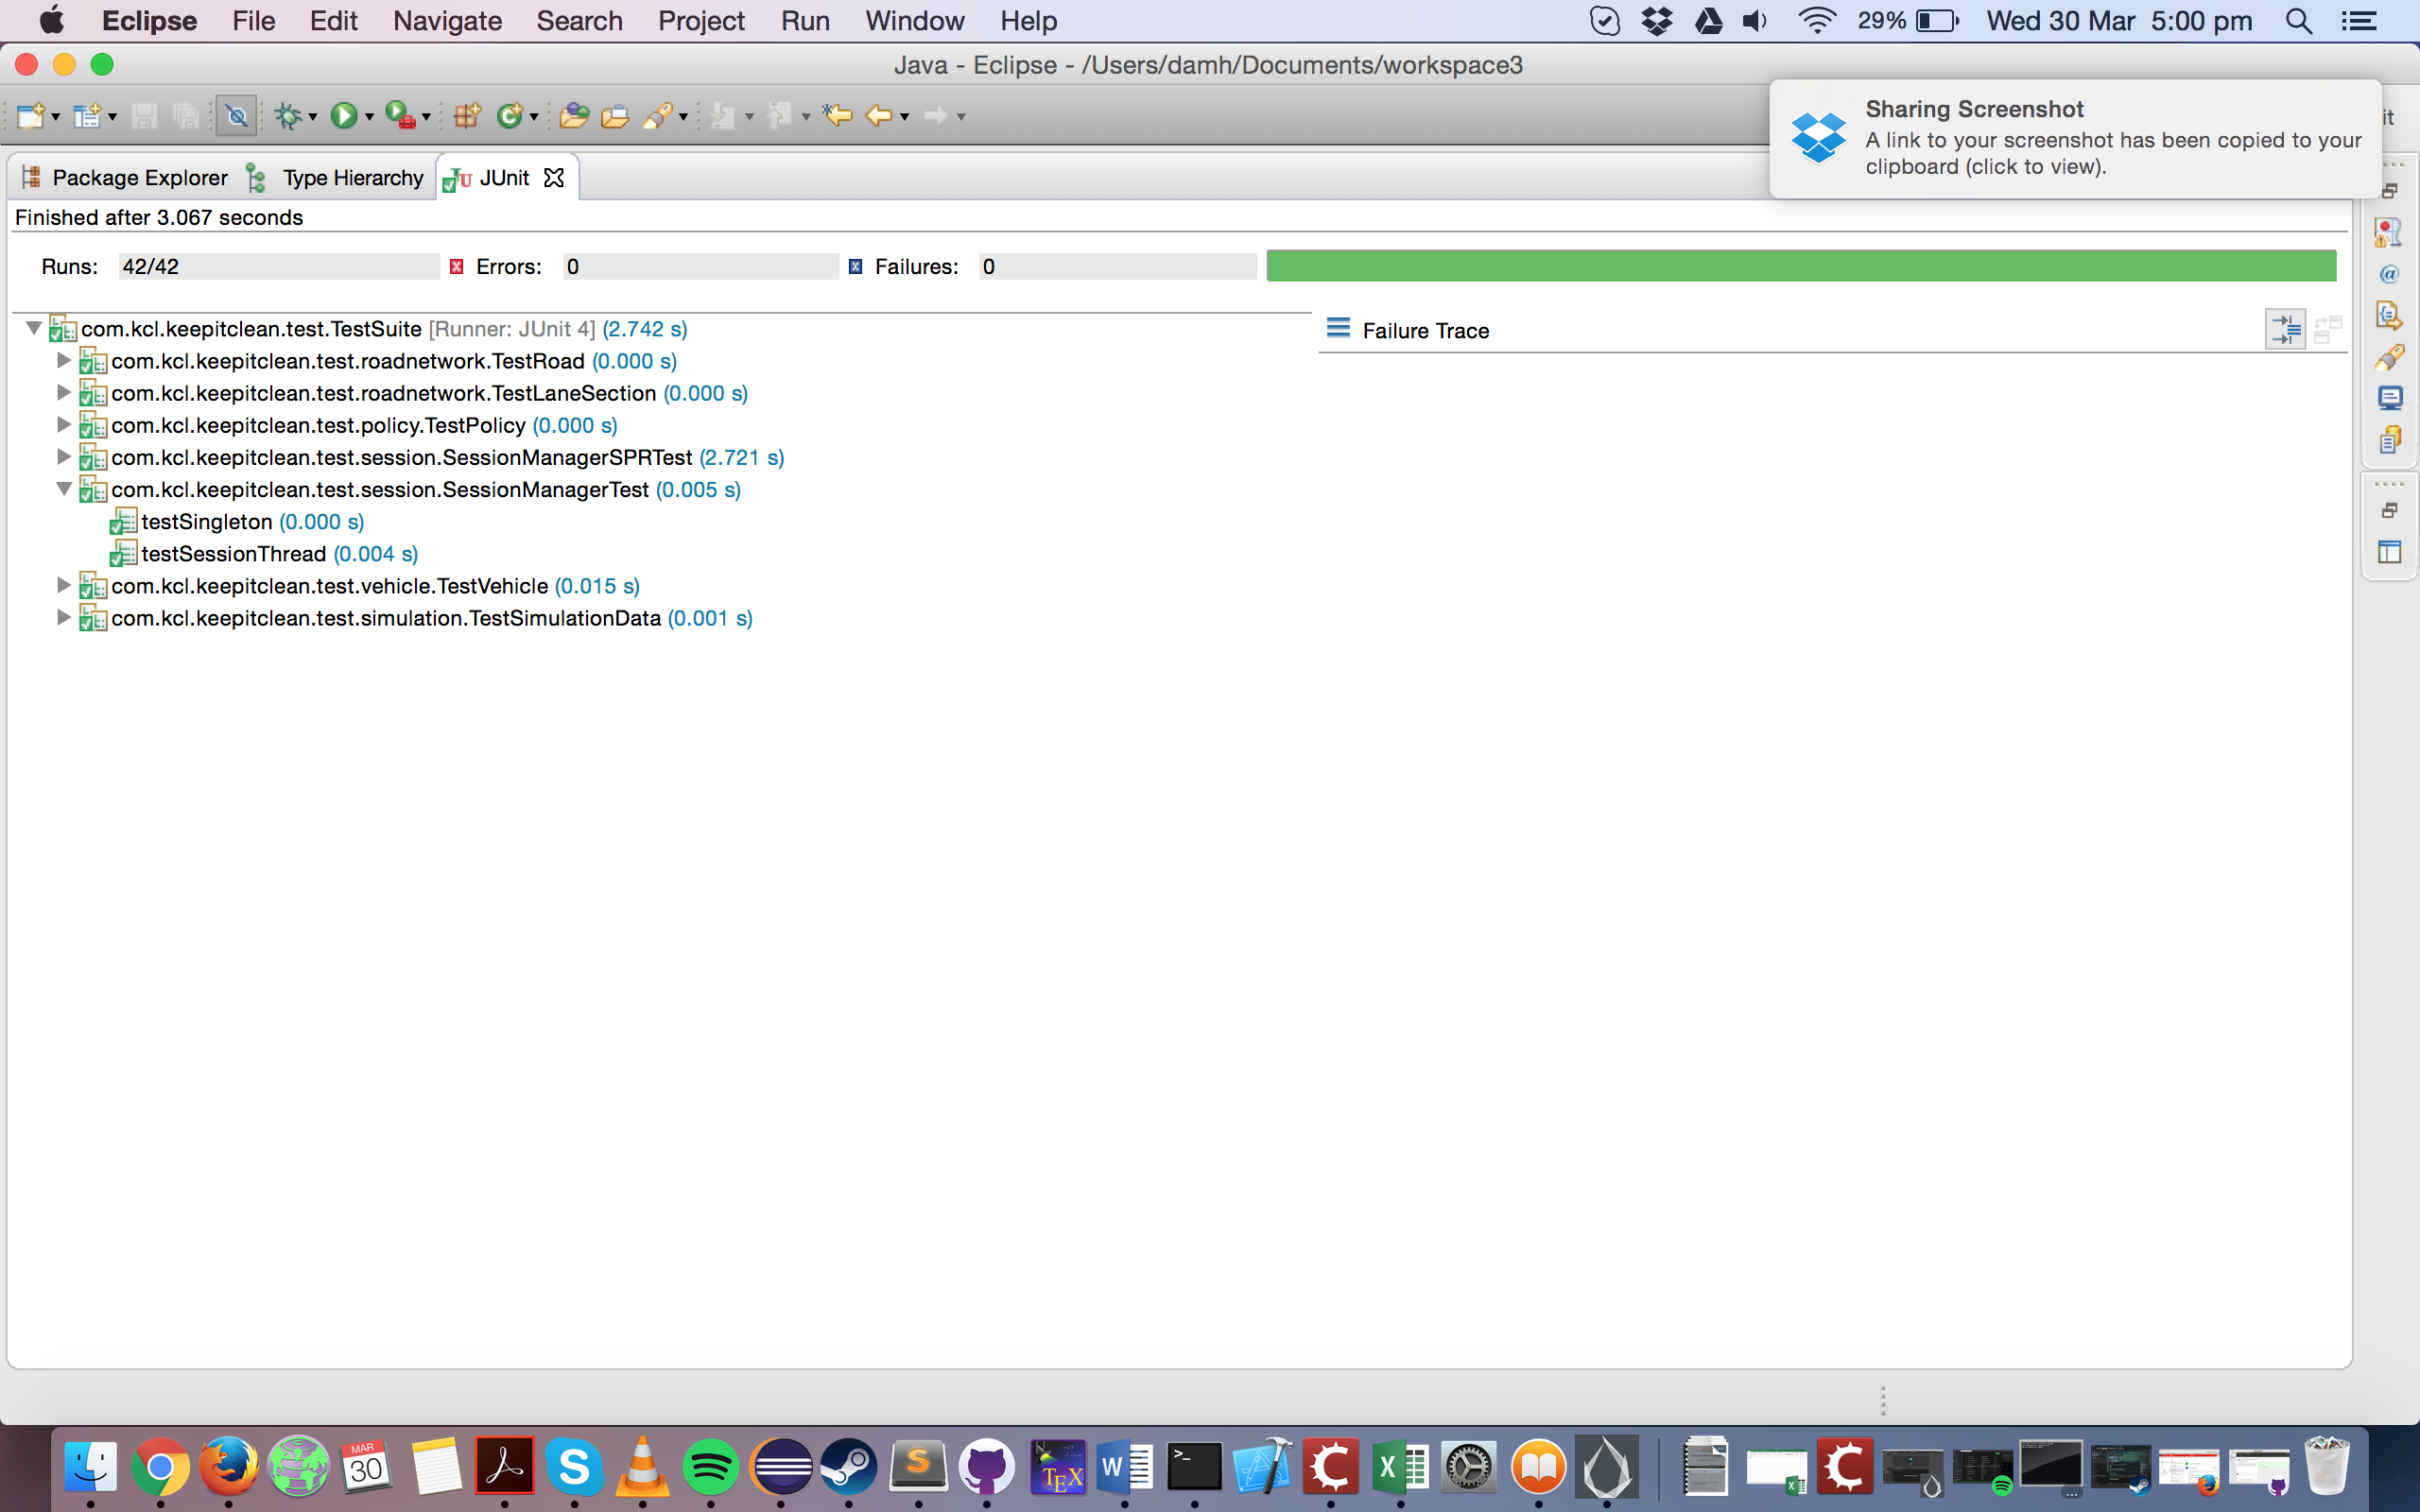 Eclipse File Edit Navigate Search Project Run Window Help 29% Wed 30 Mar 5:00 pm
Java - Eclipse - /Users/damh/Documents/workspace3
Sharing Screenshot
A link to your screenshot has been copied to your
clipboard (click to view).
it
Package Explorer Type Hierarchy JU JUnit
Finished after 3.067 seconds
Runs: 42/42 Errors: 0 Failures: 0
com.kcl.keepitclean.test.TestSuite [Runner: JUnit 4] (2.742 s)
Failure Trace
com.kcl.keepitclean.test.roadnetwork.TestRoad (0.000 s)
com.kcl.keepitclean.test.roadnetwork.TestLaneSection (0.000 s)
com.kcl.keepitclean.test.policy.TestPolicy (0.000 s)
com.kcl.keepitclean.test.session.SessionManagerSPRTest (2.721 s)
com.kcl.keepitclean.test.session.SessionManagerTest (0.005 s)
testSingleton (0.000 s)
testSessionThread (0.004 s)
com.kcl.keepitclean.test.vehicle.TestVehicle (0.015 s)
com.kcl.keepitclean.test.simulation.TestSimulationData (0.001 s)
MAR
30
TEX